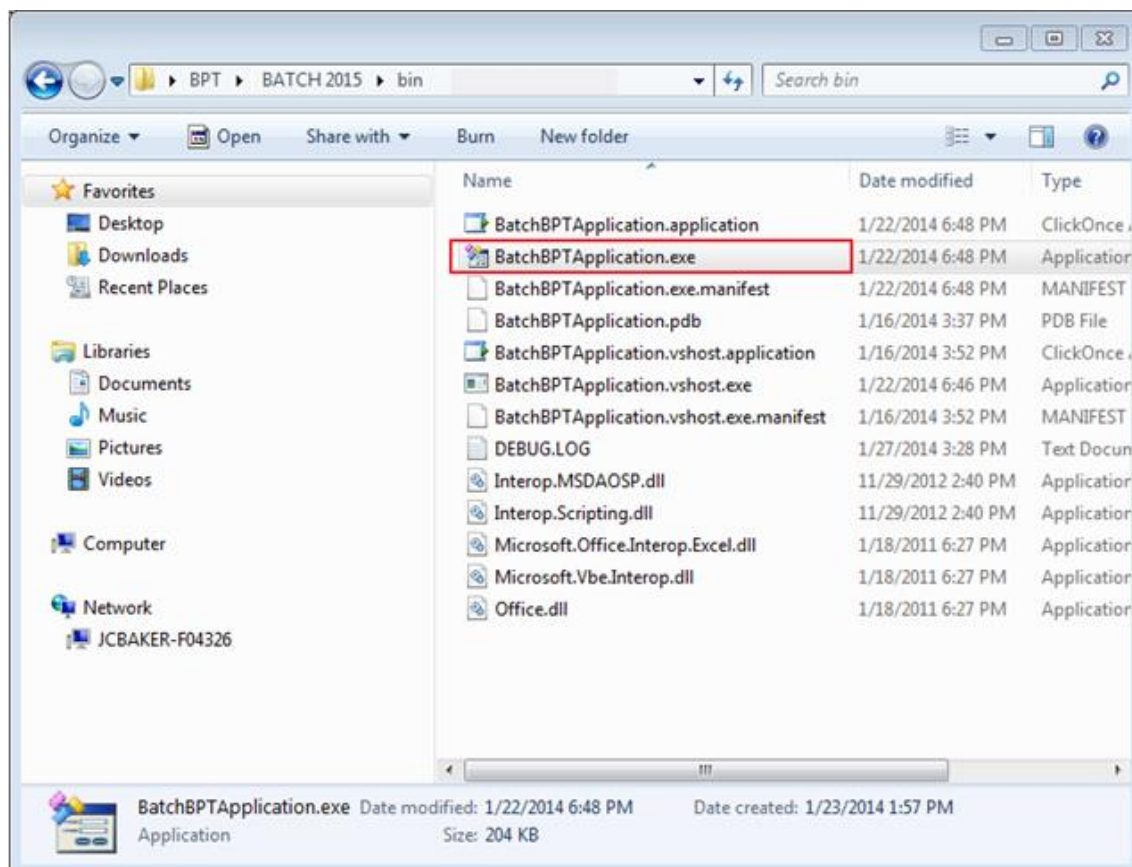 BPT BATCH 2015 bin Search bin
Organize Open Share with Burn New folder
Favorites
Desktop
Downloads
Recent Places
Libraries
Documents
Music
Pictures
Videos
Computer
Network
JCBAKER-F04326
Name Date modified Type
BatchBPTApplication.application 1/22/2014 6:48 PM ClickOnce
BatchBPTApplication.exe 1/22/2014 6:48 PM Application
BatchBPTApplication.exe.manifest 1/22/2014 6:48 PM MANIFEST
BatchBPTApplication.pdb 1/16/2014 3:37 PM PDB File
BatchBPTApplication.vshost.application 1/16/2014 3:52 PM ClickOnce
BatchBPTApplication.vshost.exe 1/22/2014 6:46 PM Application
BatchBPTApplication.vshost.exe.manifest 1/16/2014 3:52 PM MANIFEST
DEBUG.LOG 1/27/2014 3:28 PM Text Docun
Interop.MSDAOSP.dll 11/29/2012 2:40 PM Application
Interop.Scripting.dll 11/29/2012 2:40 PM Application
Microsoft.Office.Interop.Excel.dll 1/18/2011 6:27 PM Application
Microsoft.Vbe.Interop.dll 1/18/2011 6:27 PM Application
Office.dll 1/18/2011 6:27 PM Application
BatchBPTApplication.exe Date modified: 1/22/2014 6:48 PM Date created: 1/23/2014 1:57 PM
Application Size: 204 KB